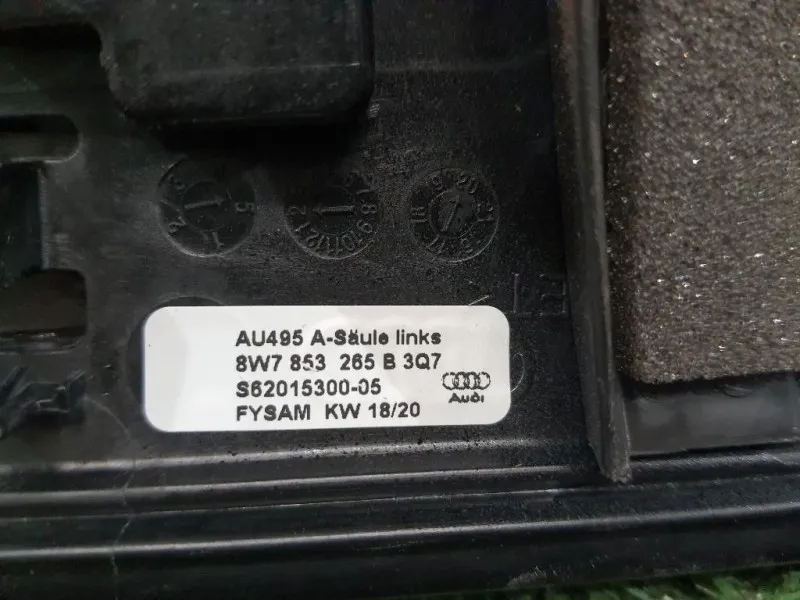 AU495 A-Säule links
8W7 853 265 B 3Q7
S62015300-05
Audi
FYSAM KW 18/20